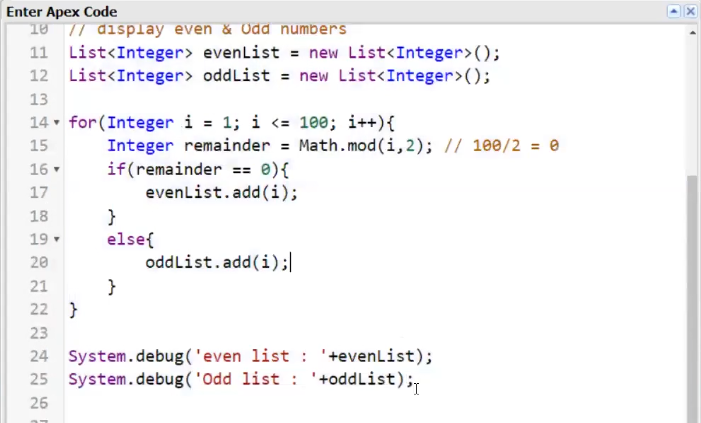 Enter Apex Code
10 // display even & Odd numbers
11 List<Integer> evenList = new List<Integer>();
12 List<Integer> oddList = new List<Integer>();
13
14 for(Integer i = 1; i <= 100; i++){
15 Integer remainder = Math.mod(i,2); // 100/2 = 0
16 if(remainder == 0){
17 evenList.add(i);
18 }
19 else{
20 oddList.add(i);
21 }
22 }
23
24 System.debug('even list : '+evenList);
25 System.debug('Odd list : '+oddList);
26